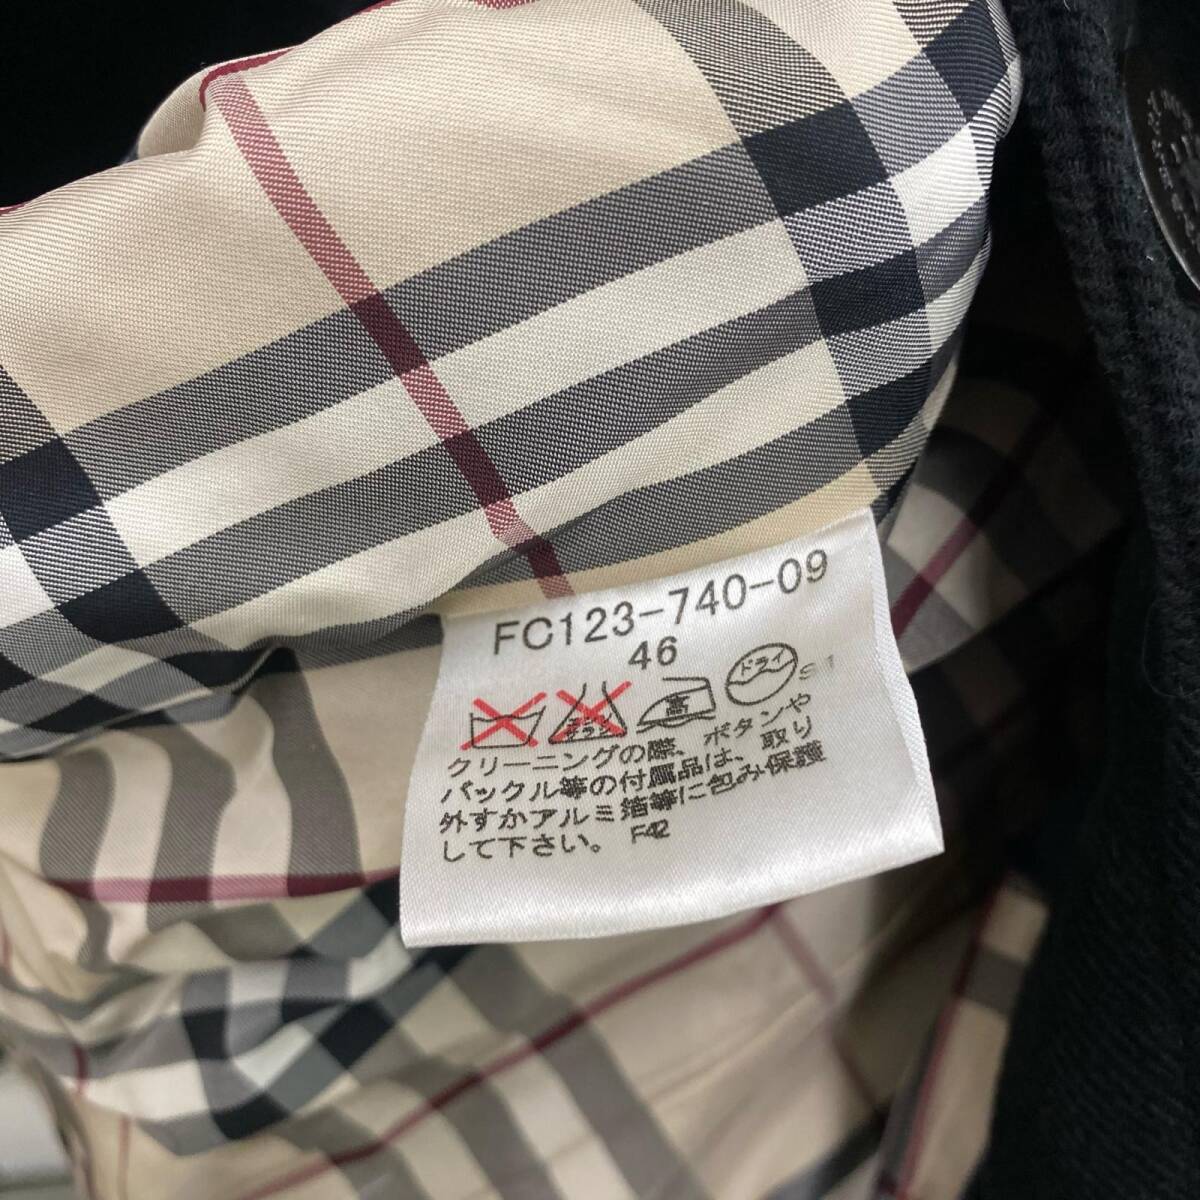 FC123-740-09
46
ドライ
高
クリーニングの際、ボタンや
バックル等の付属品は、取り
外すかアルミ箔等に包み保護
して下さい。 F42